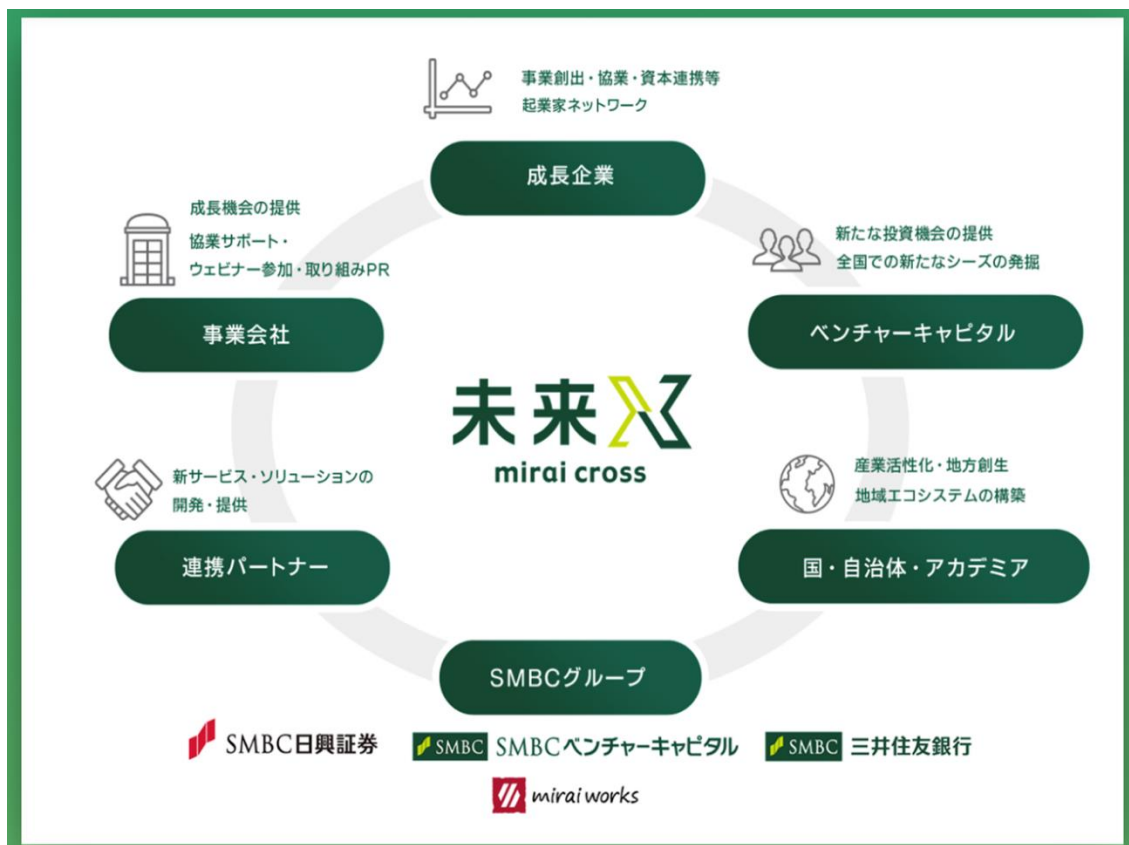 事業創出・協業・資本連携等
起業家ネットワーク
成長企業
成長機会の提供
協業サポート・
ウェビナー参加・取り組みPR
事業会社
新たな投資機会の提供
全国での新たなシーズの発掘
ベンチャーキャピタル
未来X
mirai cross
新サービス・ソリューションの
開発・提供
連携パートナー
産業活性化・地方創生
地域エコシステムの構築
国・自治体・アカデミア
SMBCグループ
SMBC日興証券
SMBC SMBCベンチャーキャピタル
SMBC 三井住友銀行
mirai works